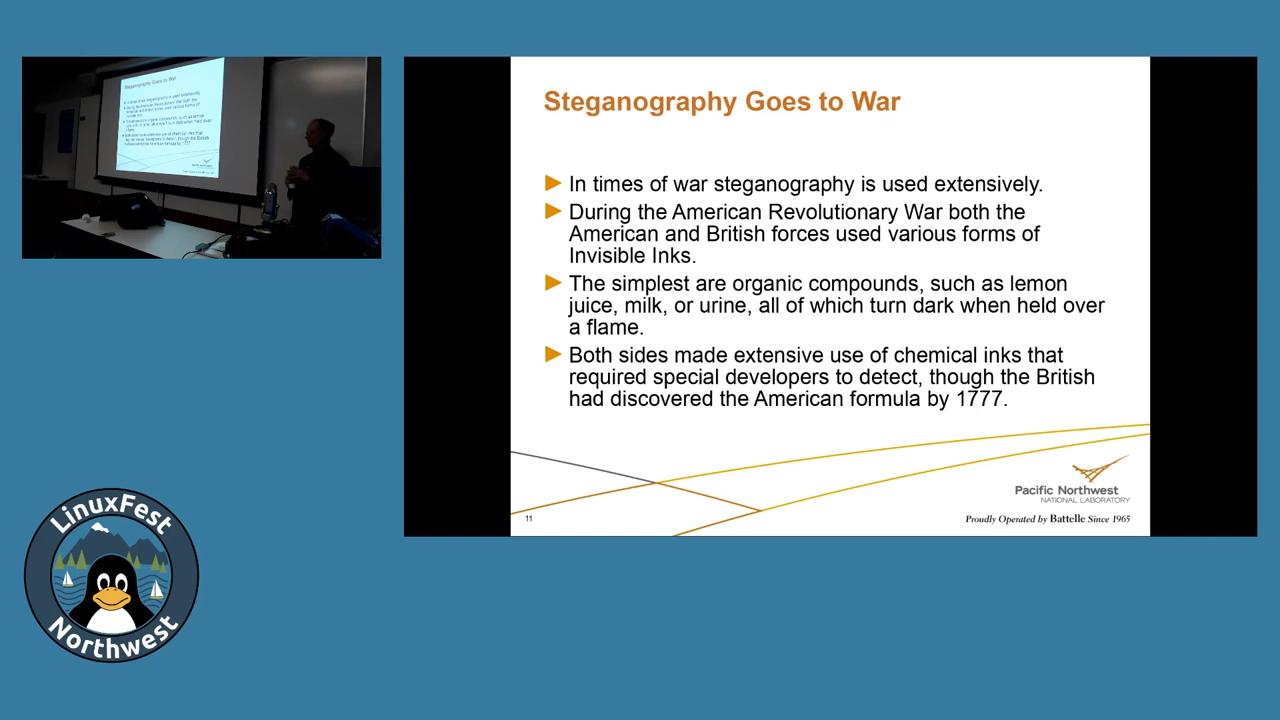 Steganography Goes to War
In times of war steganography is used extensively.
During the American Revolutionary War both the
American and British forces used various forms of
Invisible Inks.
The simplest are organic compounds, such as lemon
juice, milk, or urine, all of which turn dark when held over
a flame.
Both sides made extensive use of chemical inks that
required special developers to detect, though the British
had discovered the American formula by 1777.
Pacific Northwest
NATIONAL LABORATORY
11
Proudly Operated by Battelle Since 1965
LinuxFest
Northwest
Steganography Goes to War